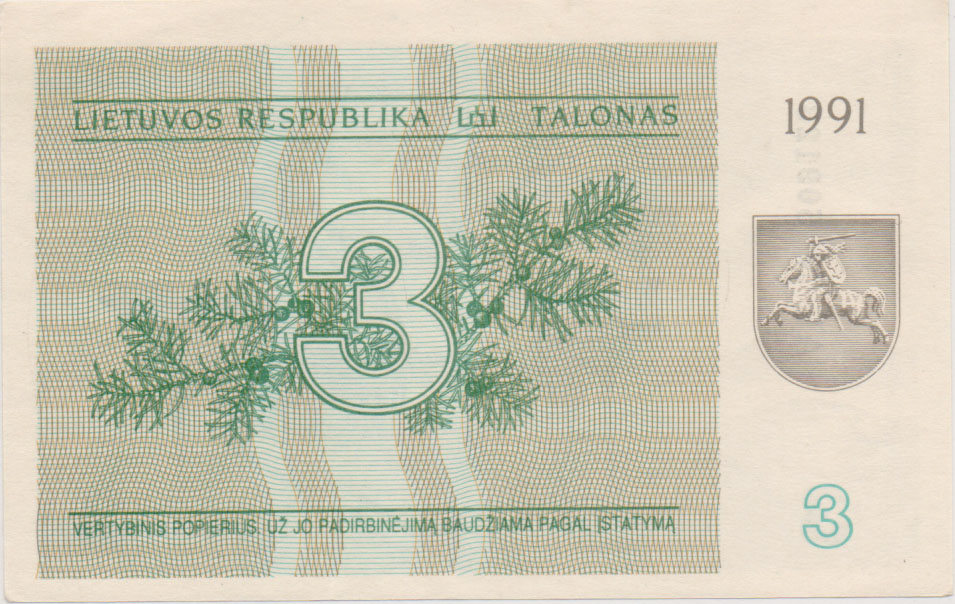 LIETUVOS RESPUBLIKA TALONAS
1991
3
VERTYBINIS POPIERIUS. UŽ JO PADIRBINĖJIMĄ BAUDŽIAMA PAGAL ĮSTATYMĄ
3